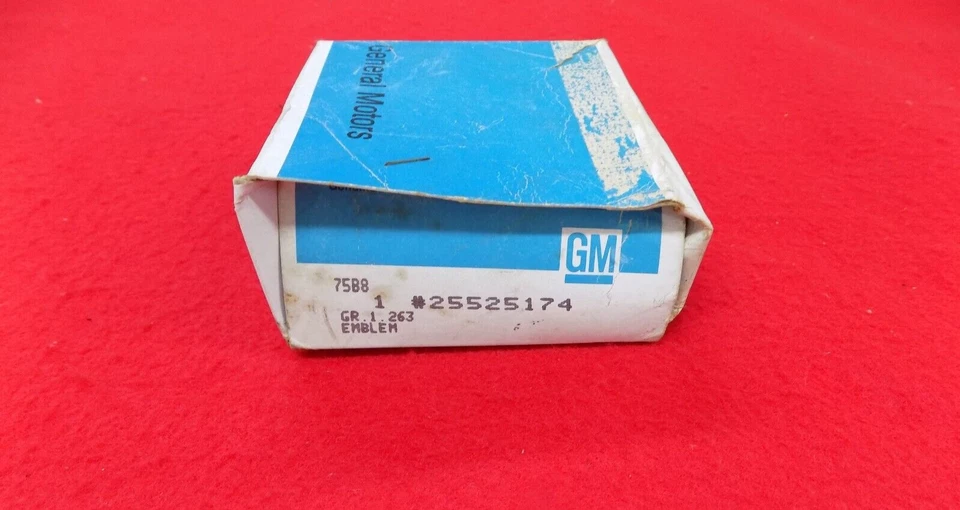 General Motors
GM
75B8
1 #25525174
GR.1.263
EMBLEM